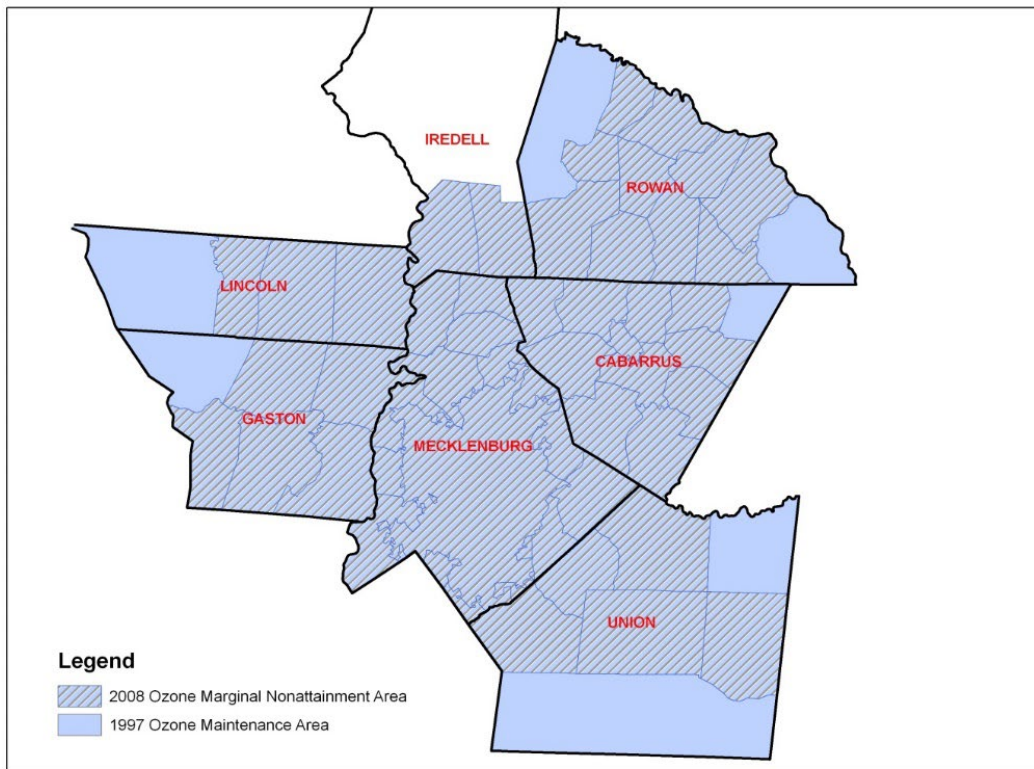 IREDELL
ROWAN
LINCOLN
CABARRUS
GASTON
MECKLENBURG
UNION
Legend
2008 Ozone Marginal Nonattainment Area
1997 Ozone Maintenance Area